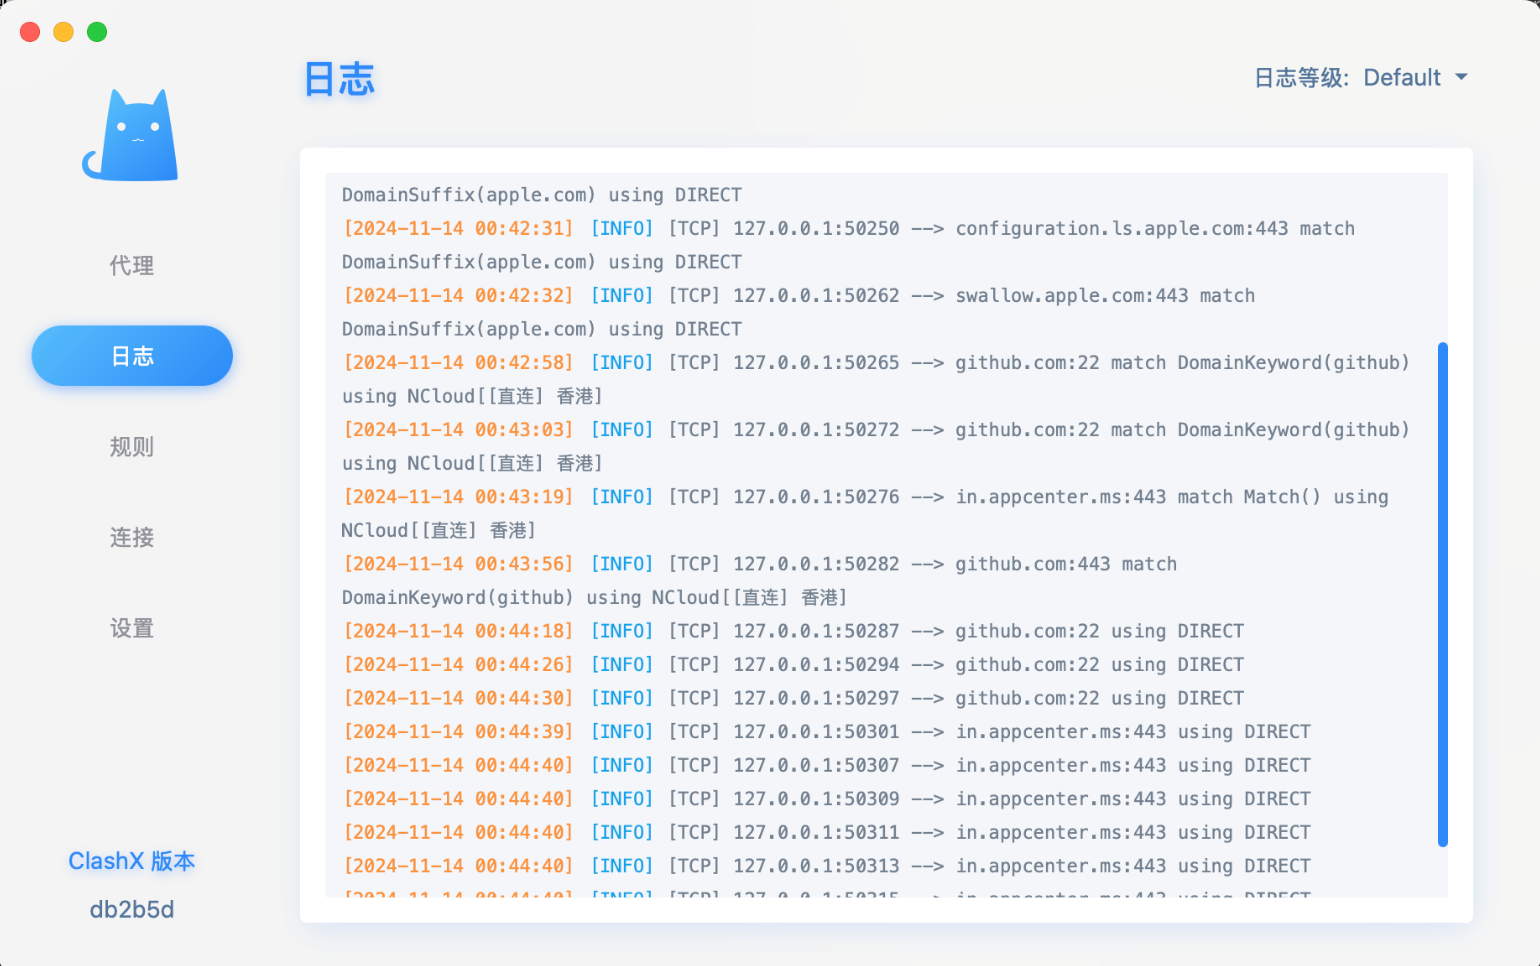 日志
日志等级: Default
代理
日志
规则
连接
设置
ClashX 版本
db2b5d
DomainSuffix(apple.com) using DIRECT
[2024-11-14 00:42:31] [INFO] [TCP] 127.0.0.1:50250 --> configuration.ls.apple.com:443 match
DomainSuffix(apple.com) using DIRECT
[2024-11-14 00:42:32] [INFO] [TCP] 127.0.0.1:50262 --> swallow.apple.com:443 match
DomainSuffix(apple.com) using DIRECT
[2024-11-14 00:42:58] [INFO] [TCP] 127.0.0.1:50265 --> github.com:22 match DomainKeyword(github)
using NCloud[[直连] 香港]
[2024-11-14 00:43:03] [INFO] [TCP] 127.0.0.1:50272 --> github.com:22 match DomainKeyword(github)
using NCloud[[直连] 香港]
[2024-11-14 00:43:19] [INFO] [TCP] 127.0.0.1:50276 --> in.appcenter.ms:443 match Match() using
NCloud[[直连] 香港]
[2024-11-14 00:43:56] [INFO] [TCP] 127.0.0.1:50282 --> github.com:443 match
DomainKeyword(github) using NCloud[[直连] 香港]
[2024-11-14 00:44:18] [INFO] [TCP] 127.0.0.1:50287 --> github.com:22 using DIRECT
[2024-11-14 00:44:26] [INFO] [TCP] 127.0.0.1:50294 --> github.com:22 using DIRECT
[2024-11-14 00:44:30] [INFO] [TCP] 127.0.0.1:50297 --> github.com:22 using DIRECT
[2024-11-14 00:44:39] [INFO] [TCP] 127.0.0.1:50301 --> in.appcenter.ms:443 using DIRECT
[2024-11-14 00:44:40] [INFO] [TCP] 127.0.0.1:50307 --> in.appcenter.ms:443 using DIRECT
[2024-11-14 00:44:40] [INFO] [TCP] 127.0.0.1:50309 --> in.appcenter.ms:443 using DIRECT
[2024-11-14 00:44:40] [INFO] [TCP] 127.0.0.1:50311 --> in.appcenter.ms:443 using DIRECT
[2024-11-14 00:44:40] [INFO] [TCP] 127.0.0.1:50313 --> in.appcenter.ms:443 using DIRECT